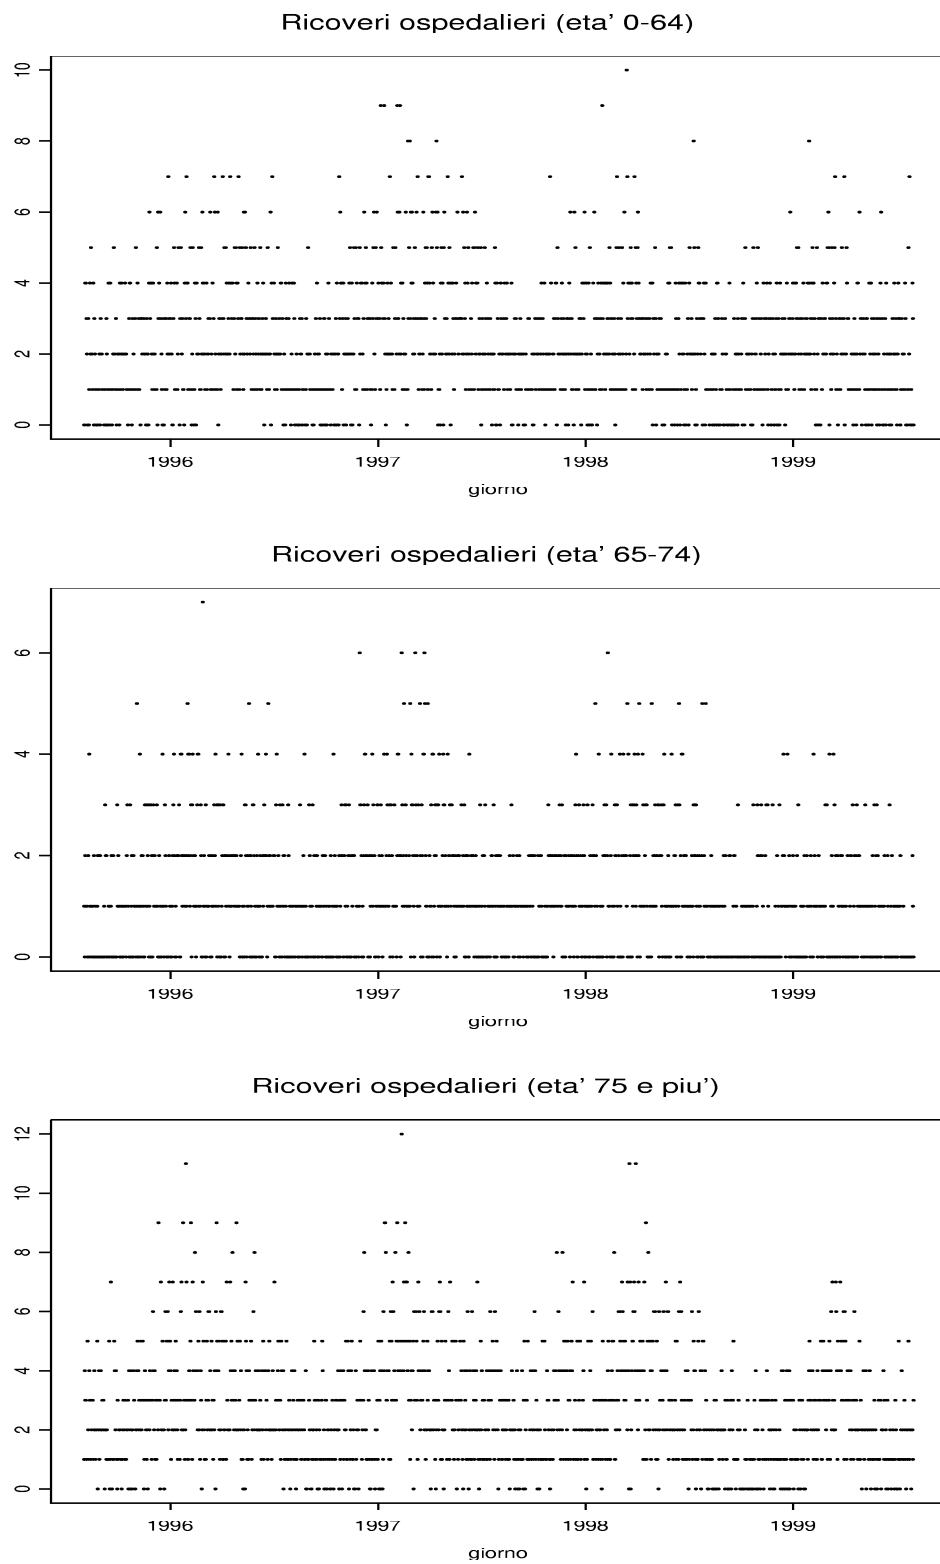 Ricoveri ospedalieri (eta' 0-64)
10
8
6
4
2
0
1996 1997 1998 1999
giorno
Ricoveri ospedalieri (eta' 65-74)
6
4
2
0
1996 1997 1998 1999
giorno
Ricoveri ospedalieri (eta' 75 e piu')
12
10
8
6
4
2
0
1996 1997 1998 1999
giorno